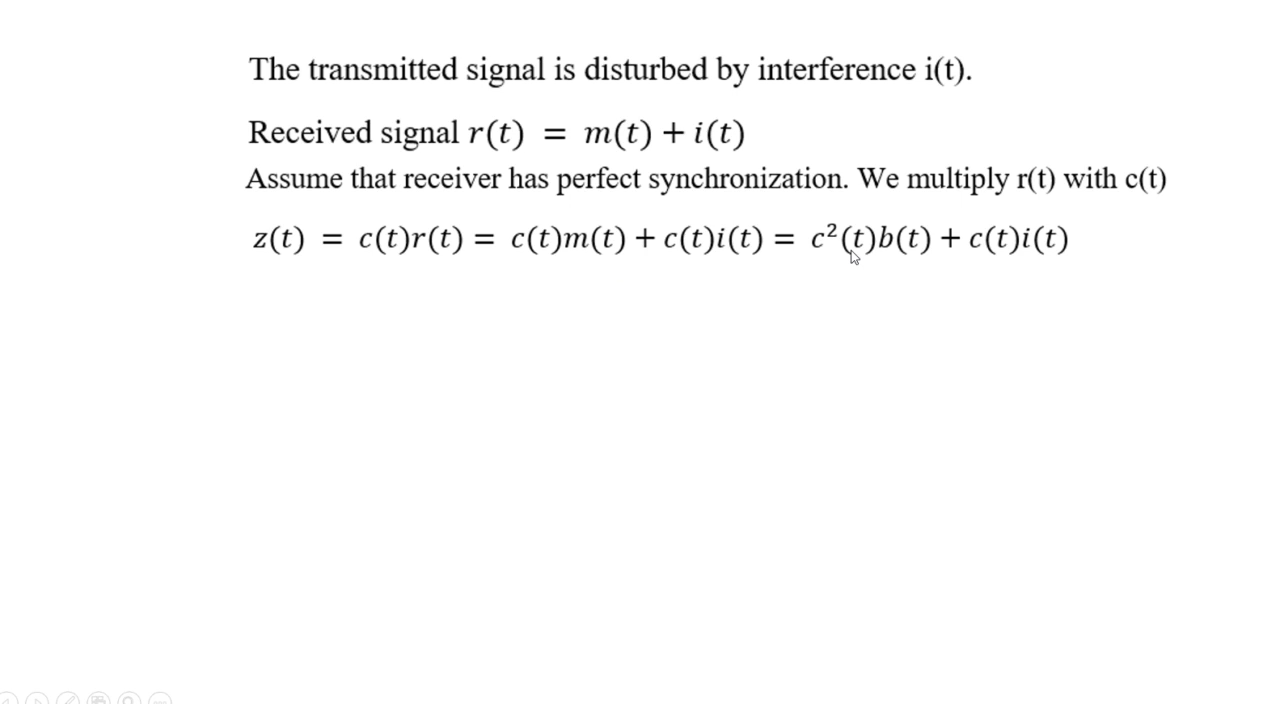 The transmitted signal is disturbed by interference i(t).
Received signal r(t) = m(t) + i(t)
Assume that receiver has perfect synchronization. We multiply r(t) with c(t)
z(t) = c(t)r(t) = c(t)m(t) + c(t)i(t) = c²(t)b(t) + c(t)i(t)